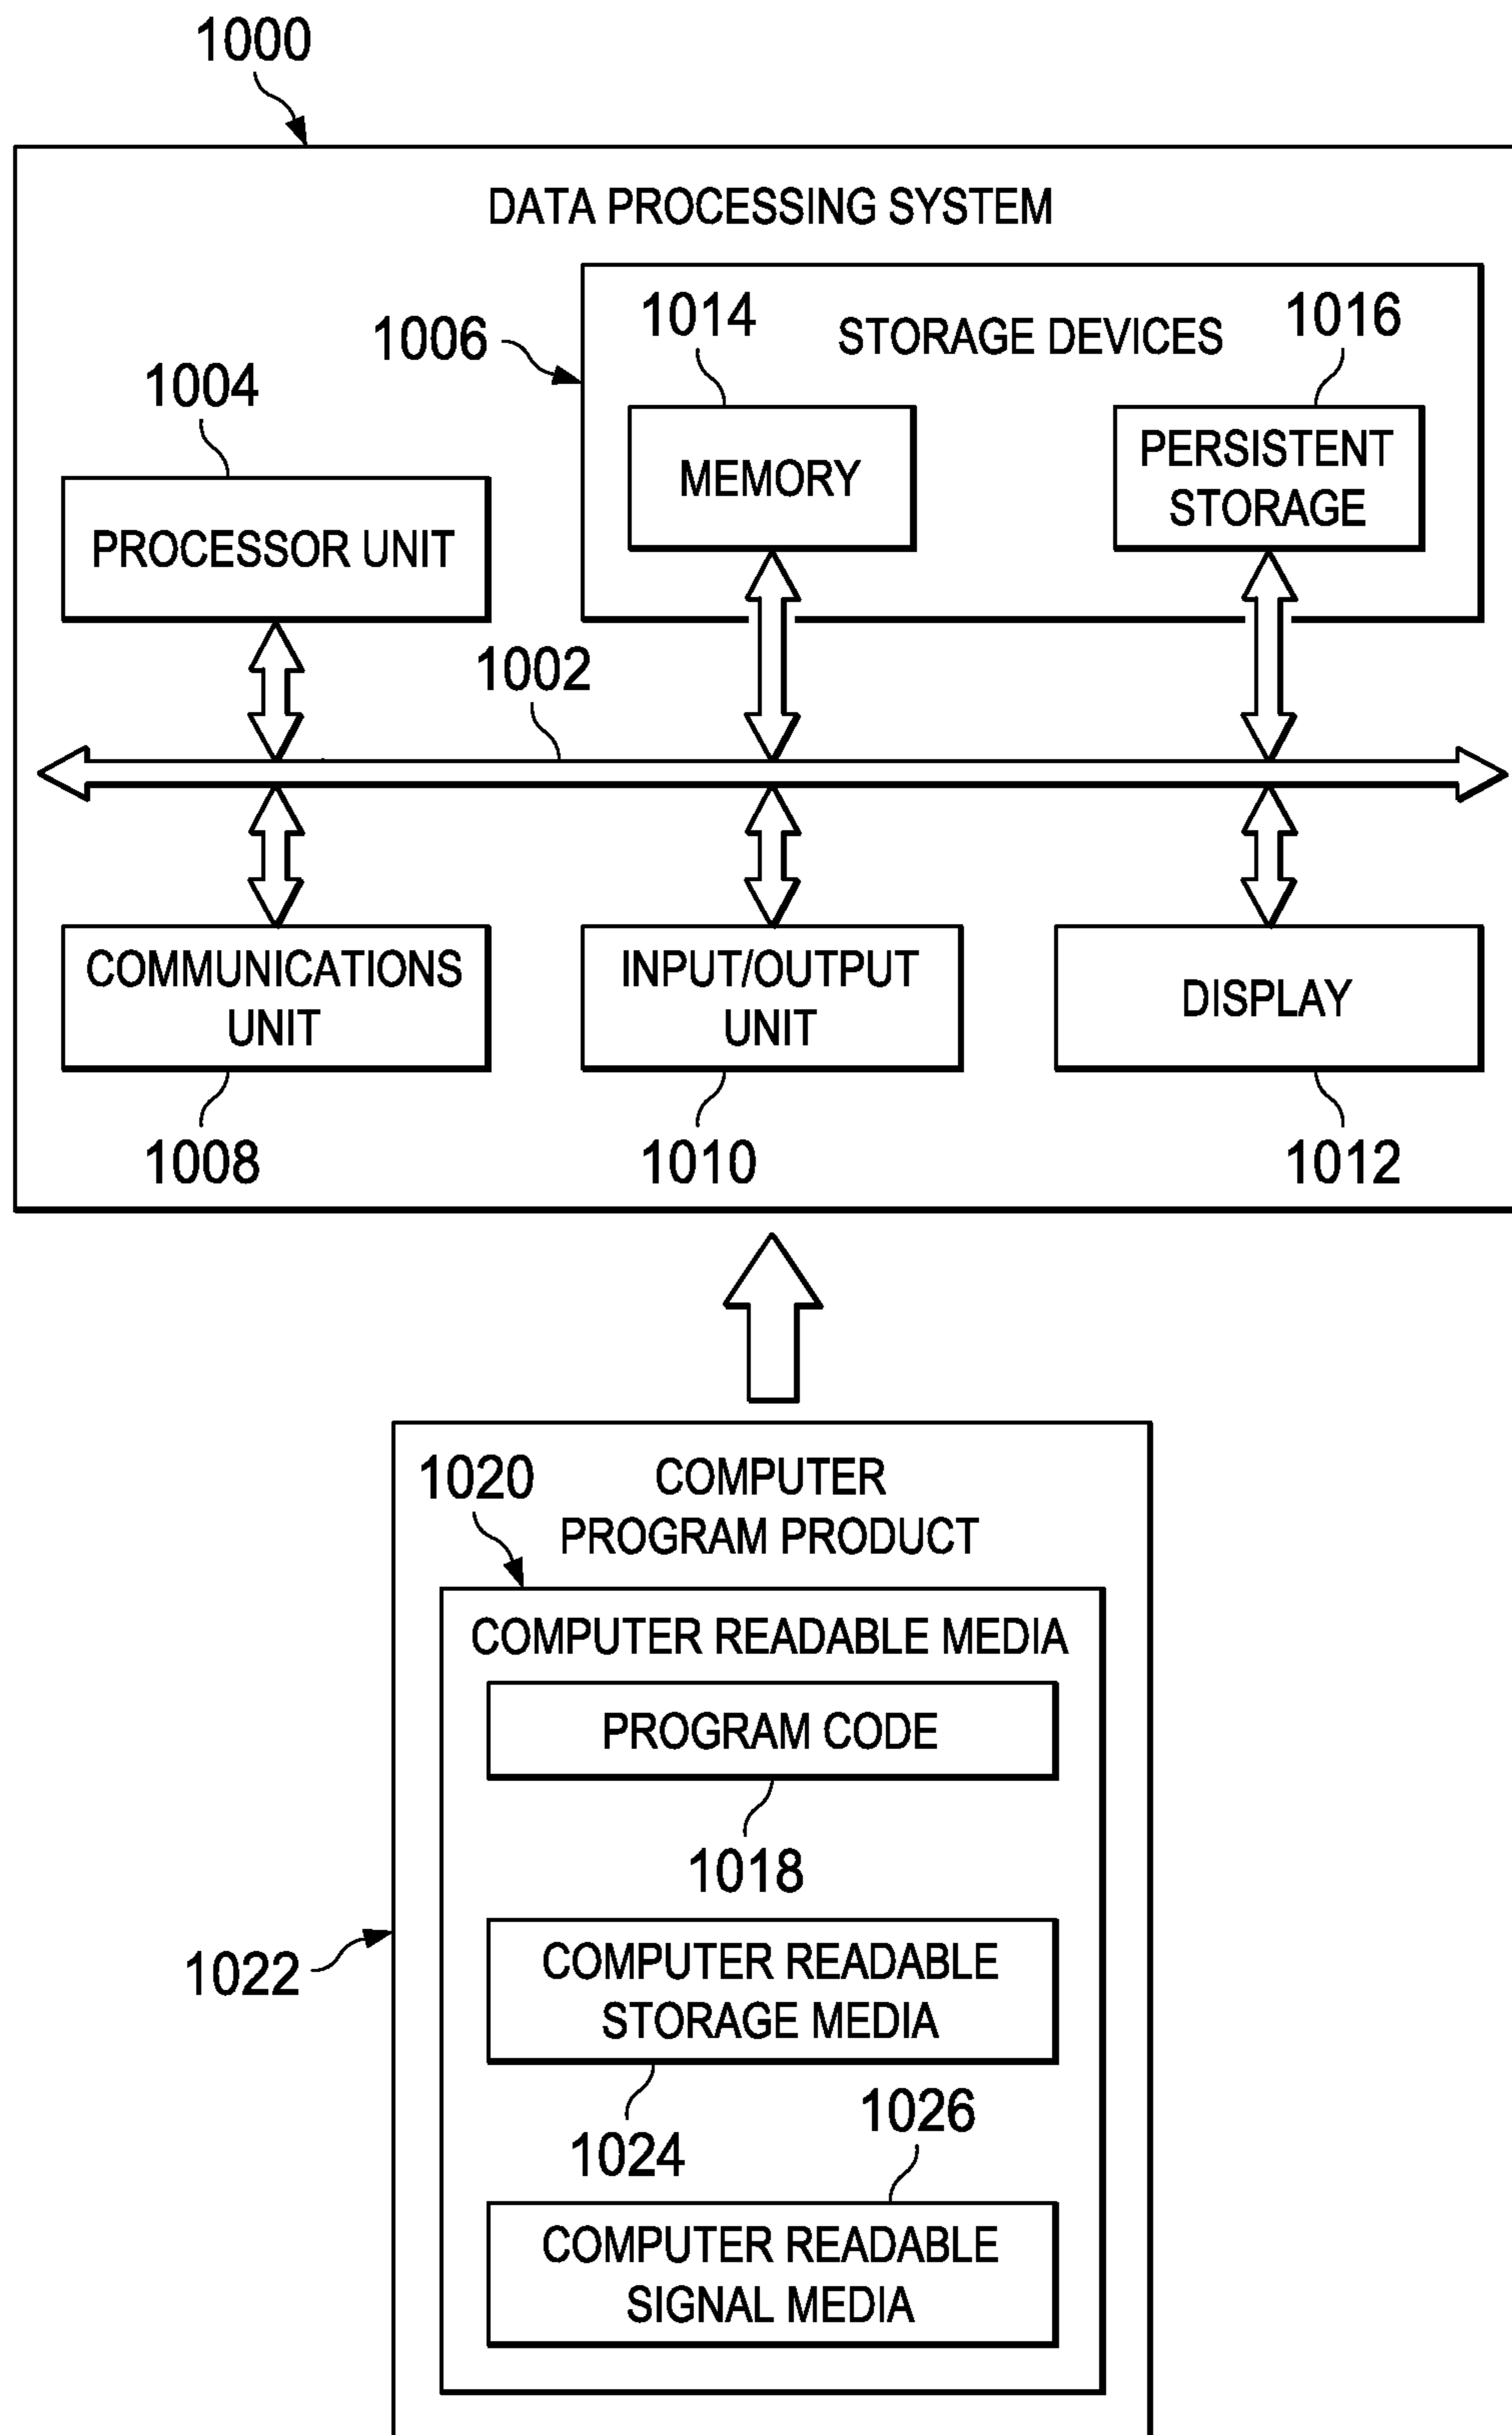 1000
DATA PROCESSING SYSTEM
1006
1014
STORAGE DEVICES
1016
1004
MEMORY
PERSISTENT
STORAGE
PROCESSOR UNIT
1002
COMMUNICATIONS
UNIT
INPUT/OUTPUT
UNIT
DISPLAY
1008
1010
1012
1020
COMPUTER
PROGRAM PRODUCT
COMPUTER READABLE MEDIA
PROGRAM CODE
1018
1022
COMPUTER READABLE
STORAGE MEDIA
1024
1026
COMPUTER READABLE
SIGNAL MEDIA